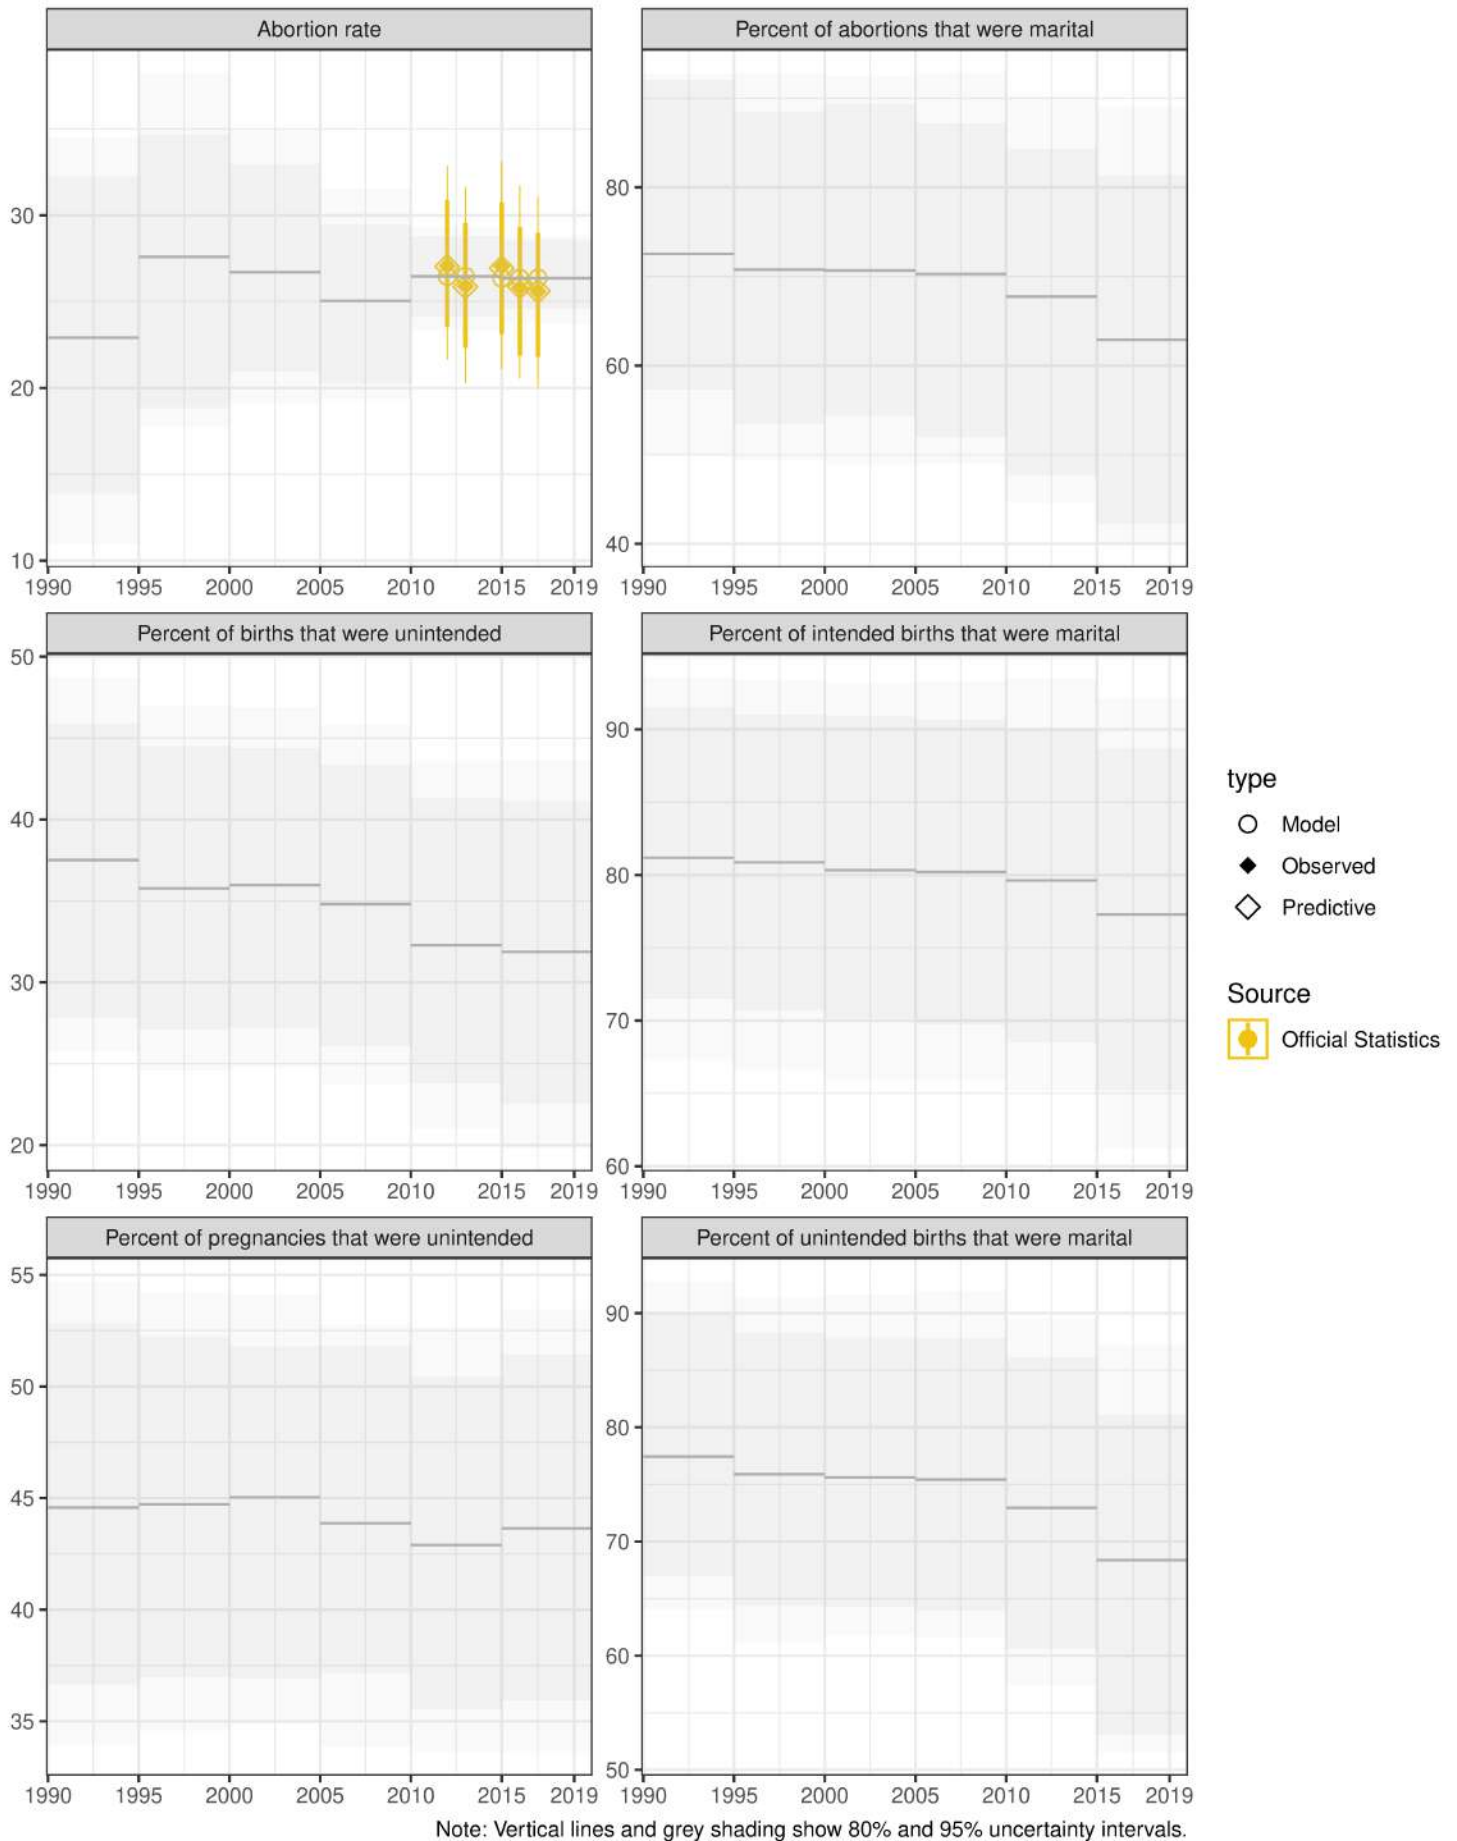 Abortion rate
Percent of abortions that were marital
30
20
10
1990 1995 2000 2005 2010 2015 2019
80
60
40
1990 1995 2000 2005 2010 2015 2019
Percent of births that were unintended
Percent of intended births that were marital
50
40
30
20
1990 1995 2000 2005 2010 2015 2019
90
80
70
60
1990 1995 2000 2005 2010 2015 2019
type
Model
Observed
Predictive
Source
Official Statistics
Percent of pregnancies that were unintended
Percent of unintended births that were marital
55
50
45
40
35
1990 1995 2000 2005 2010 2015 2019
90
80
70
60
50
1990 1995 2000 2005 2010 2015 2019
Note: Vertical lines and grey shading show 80% and 95% uncertainty intervals.